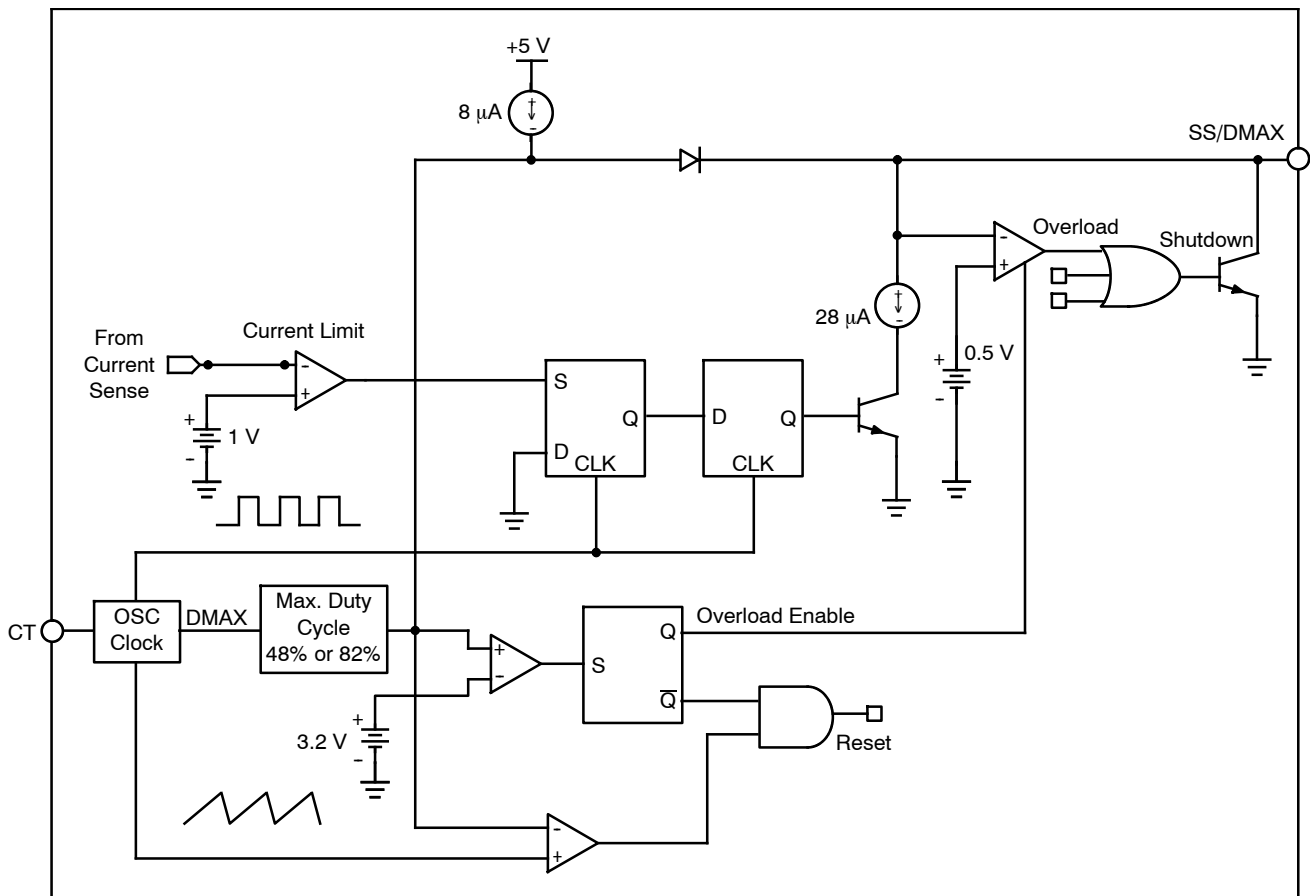 +5 V
+
8 μA
-
SS/DMAX
-
+
Overload
Shutdown
+
28 μA
-
+
0.5 V
-
From
Current
Sense
Current Limit
-
+
+
1 V
-
S
Q
D
CLK
D
Q
CLK
CT
OSC
Clock
DMAX
Max. Duty
Cycle
48% or 82%
+
-
+
3.2 V
-
S
Q
Q̅
Overload Enable
Reset
-
+